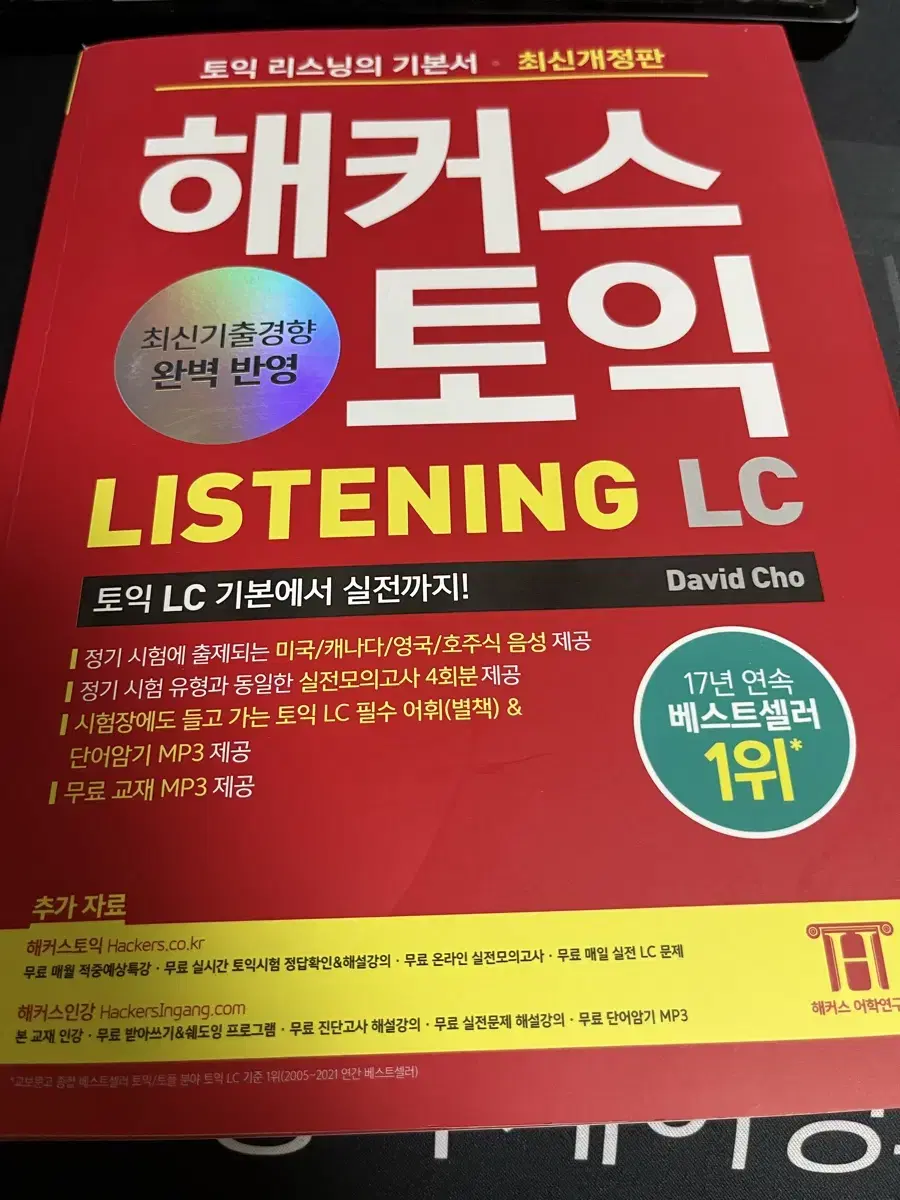 토익 리스닝의 기본서 · 최신개정판
해커스
토익
최신기출경향
완벽 반영
LISTENING LC
토익 LC 기본에서 실전까지!
David Cho
정기 시험에 출제되는 미국/캐나다/영국/호주식 음성 제공
정기 시험 유형과 동일한 실전모의고사 4회분 제공
시험장에도 들고 가는 토익 LC 필수 어휘(별책) &
단어암기 MP3 제공
무료 교재 MP3 제공
17년 연속
베스트셀러
1위*
추가 자료
해커스토익 Hackers.co.kr
무료 매월 적중예상특강 · 무료 실시간 토익시험 정답확인&해설강의 · 무료 온라인 실전모의고사 · 무료 매일 실전 LC 문제
해커스인강 HackersIngang.com
본 교재 인강 · 무료 받아쓰기&쉐도잉 프로그램 · 무료 진단고사 해설강의 · 무료 실전문제 해설강의 · 무료 단어암기 MP3
해커스 어학연구
*교보문고 종합 베스트셀러 토익/토플 분야 토익 LC 기준 1위(2005~2021 연간 베스트셀러)